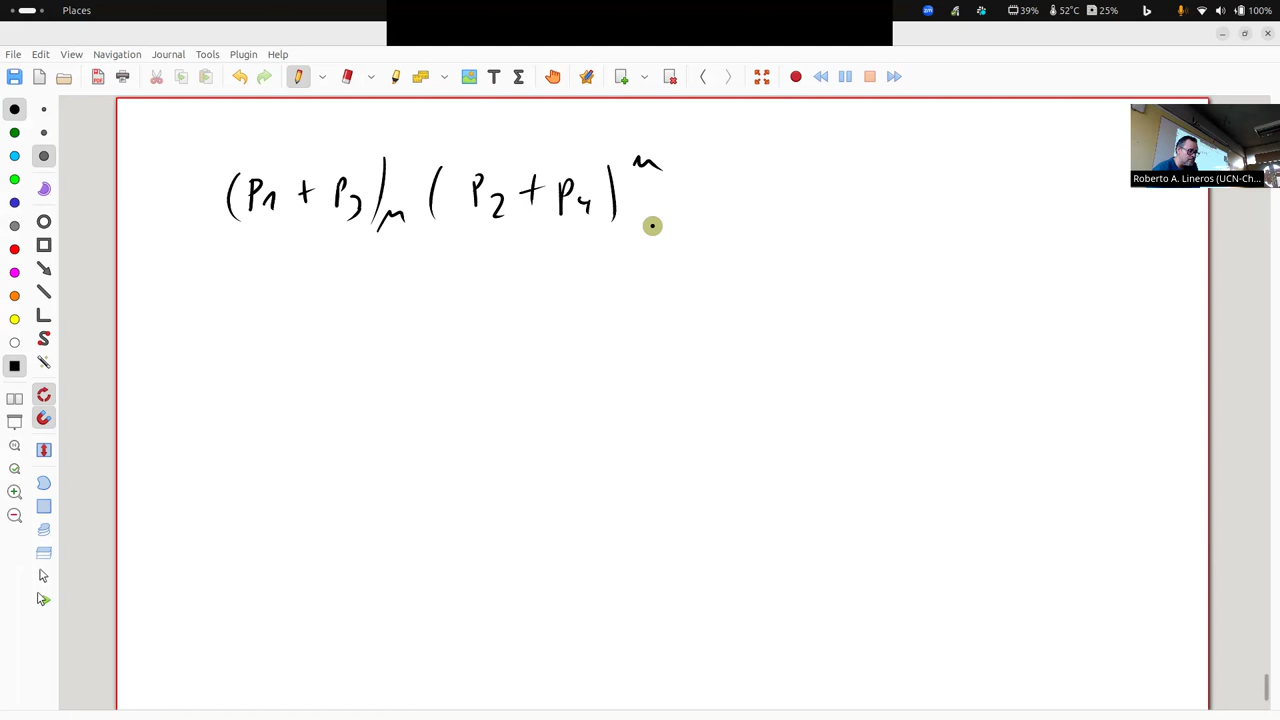 Places
39% 52°C 25% 100%
File Edit View Navigation Journal Tools Plugin Help
Roberto A. Lineros (UCN-Ch...
(p₁ + p₃)_μ (p₂ + p₄)^μ